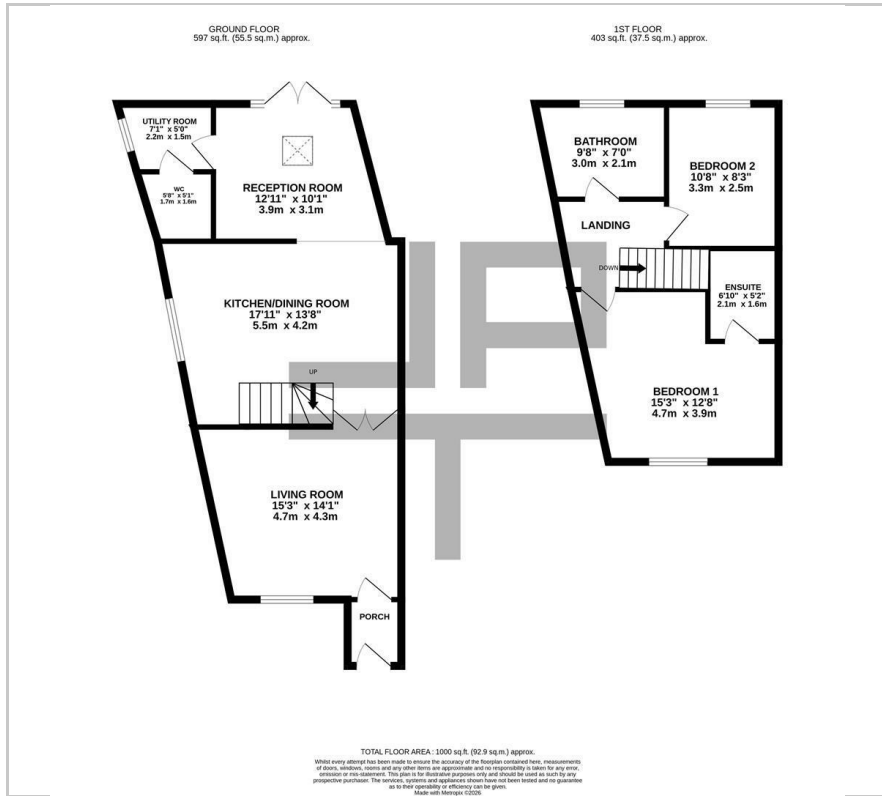 GROUND FLOOR
597 sq.ft. (55.5 sq.m.) approx.
1ST FLOOR
403 sq.ft. (37.5 sq.m.) approx.
UTILITY ROOM
7'1" x 5'0"
2.2m x 1.5m
WC
5'8" x 5'1"
1.7m x 1.6m
RECEPTION ROOM
12'11" x 10'1"
3.9m x 3.1m
KITCHEN/DINING ROOM
17'11" x 13'8"
5.5m x 4.2m
UP
LIVING ROOM
15'3" x 14'1"
4.7m x 4.3m
PORCH
BATHROOM
9'8" x 7'0"
3.0m x 2.1m
BEDROOM 2
10'8" x 8'3"
3.3m x 2.5m
LANDING
DOWN
ENSUITE
6'10" x 5'2"
2.1m x 1.6m
BEDROOM 1
15'3" x 12'8"
4.7m x 3.9m
TOTAL FLOOR AREA : 1000 sq.ft. (92.9 sq.m.) approx.
Whilst every attempt has been made to ensure the accuracy of the floorplan contained here, measurements
of doors, windows, rooms and any other items are approximate and no responsibility is taken for any error,
omission or mis-statement. This plan is for illustrative purposes only and should be used as such by any
prospective purchaser. The services, systems and appliances shown have not been tested and no guarantee
as to their operability or efficiency can be given.
Made with Metropix ©2026